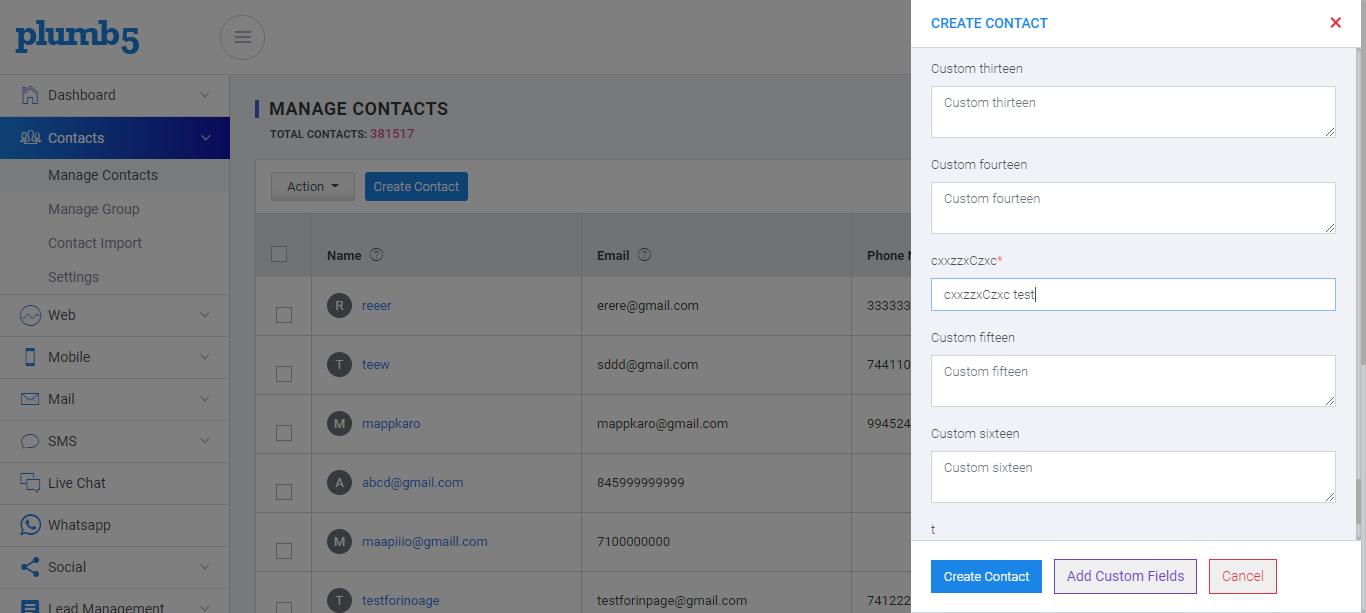 plumb5
CREATE CONTACT
Dashboard
Contacts
Manage Contacts
Manage Group
Contact Import
Settings
Web
Mobile
Mail
SMS
Live Chat
Whatsapp
Social
Lead Management
MANAGE CONTACTS
TOTAL CONTACTS: 381517
Action
Create Contact
Name
Email
Phone
R reeer erere@gmail.com 333333
T teew sddd@gmail.com 744110
M mappkaro mappkaro@gmail.com 994524
A abcd@gmail.com 845999999999
M maapiiio@gmaill.com 7100000000
T testforinoage testforinpage@gmail.com 741222
Custom thirteen
Custom thirteen
Custom fourteen
Custom fourteen
cxxzzxCzxc*
cxxzzxCzxc test
Custom fifteen
Custom fifteen
Custom sixteen
Custom sixteen
t
Create Contact
Add Custom Fields
Cancel